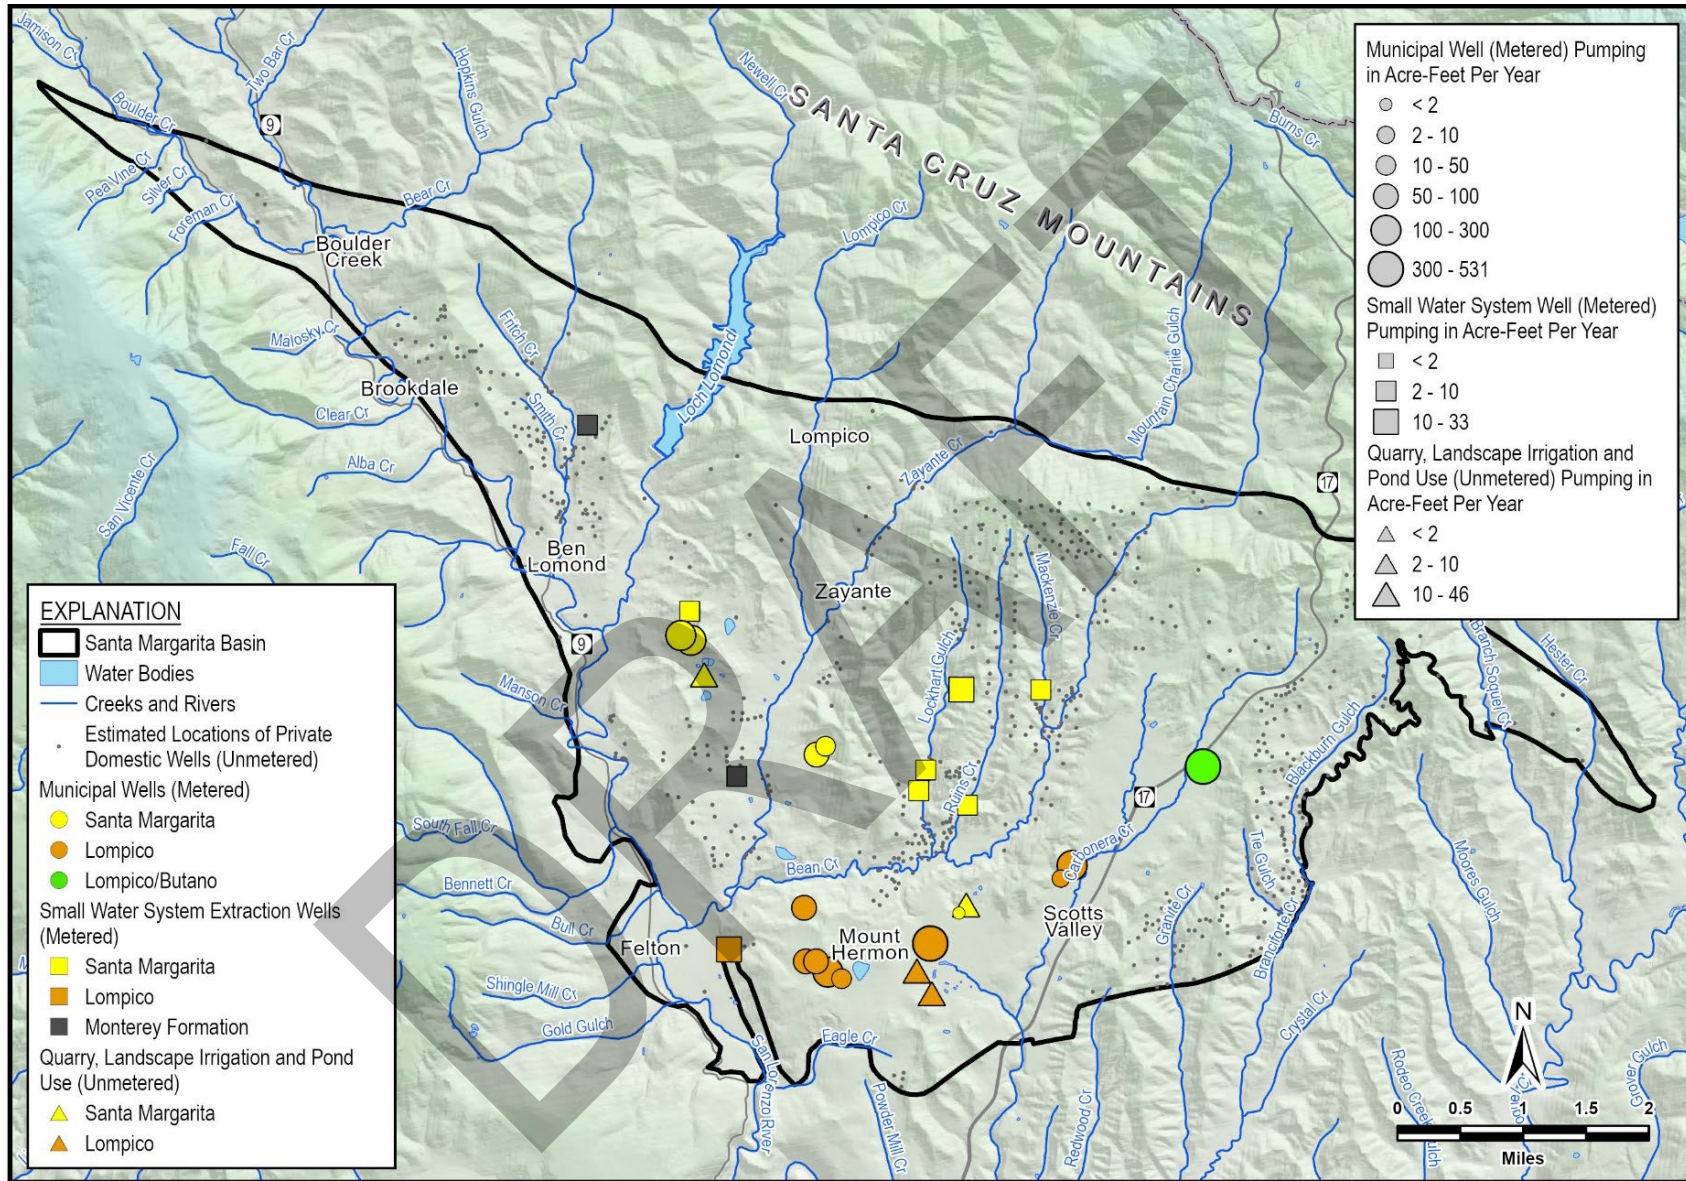 Jamison Cr
Two Bar Cr
Hopkins Gulch
Newell Cr
SANTA CRUZ MOUNTAINS
Burns Cr
Boulder Cr
9
Pea Vine Cr
Silver Cr
Foreman Cr
Bear Cr
Lompico Cr
Boulder
Creek
Malosky Cr
Fritch Cr
Loch Lomond
Mountain Charlie Gulch
Brookdale
Clear Cr
Smith Cr
Lompico
Zayante Cr
Alba Cr
San Vicente Cr
17
Fall Cr
Ben
Lomond
Zayante
Mackenzie Cr
Lockhart Gulch
9
Manson Cr
Branch Soquel Cr
Hester Cr
Blackburn Gulch
Ruins Cr
17
South Fall Cr
Bean Cr
Carbonera Cr
Tie Gulch
Moores Gulch
Bennett Cr
Bull Cr
Felton
Mount
Hermon
Scotts
Valley
Granite Cr
Branciforte Cr
Shingle Mill Cr
Gold Gulch
Eagle Cr
Crystal Cr
San Lorenzo River
Powder Mill Cr
Redwood Cr
Rodeo Creek Gulch
Grover Gulch
DRAFT
Municipal Well (Metered) Pumping
in Acre-Feet Per Year
< 2
2 - 10
10 - 50
50 - 100
100 - 300
300 - 531
Small Water System Well (Metered)
Pumping in Acre-Feet Per Year
< 2
2 - 10
10 - 33
Quarry, Landscape Irrigation and
Pond Use (Unmetered) Pumping in
Acre-Feet Per Year
< 2
2 - 10
10 - 46
EXPLANATION
Santa Margarita Basin
Water Bodies
Creeks and Rivers
Estimated Locations of Private
Domestic Wells (Unmetered)
Municipal Wells (Metered)
Santa Margarita
Lompico
Lompico/Butano
Small Water System Extraction Wells
(Metered)
Santa Margarita
Lompico
Monterey Formation
Quarry, Landscape Irrigation and Pond
Use (Unmetered)
Santa Margarita
Lompico
N
0 0.5 1 1.5 2
Miles